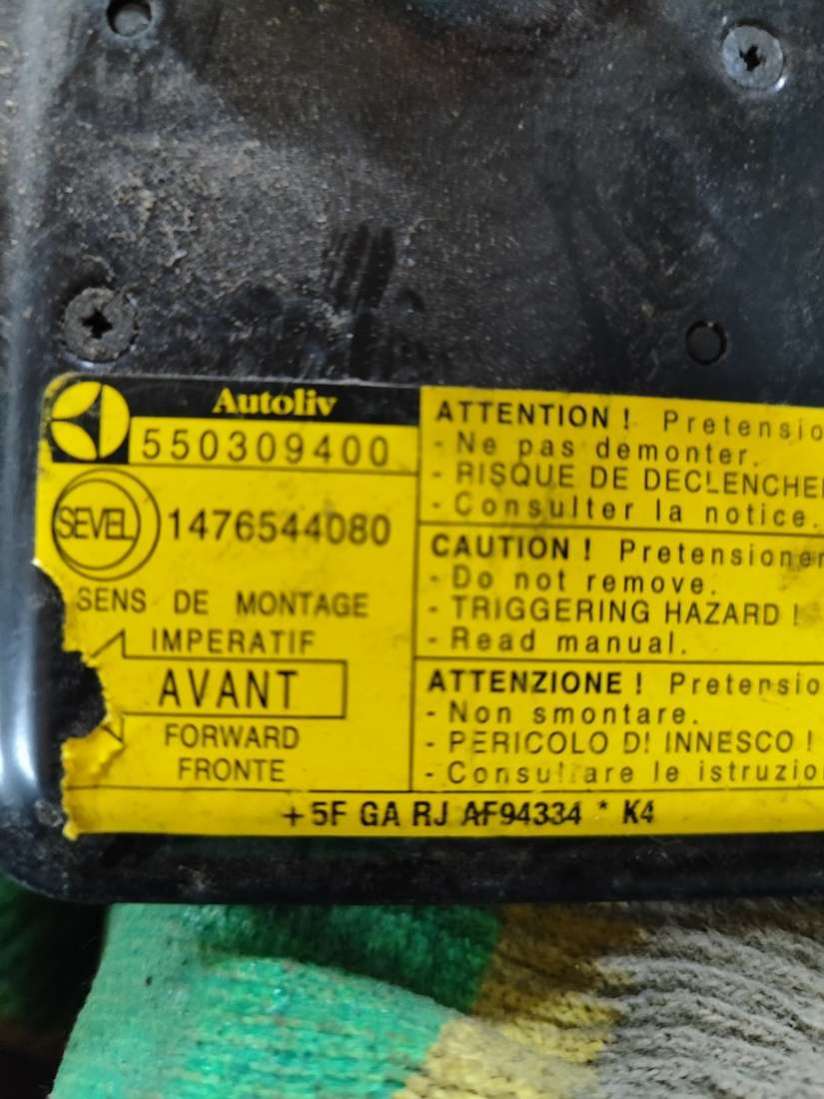 Autoliv
550309400
SEVEL 1476544080
SENS DE MONTAGE
IMPERATIF
AVANT
FORWARD
FRONTE
ATTENTION ! Pretensio
- Ne pas demonter.
- RISQUE DE DECLENCHE
- Consulter la notice.
CAUTION ! Pretensioner
- Do not remove.
- TRIGGERING HAZARD !
- Read manual.
ATTENZIONE ! Pretensio
- Non smontare.
- PERICOLO DI INNESCO !
- Consultare le istruzio
+ 5F GA RJ AF94334 * K4